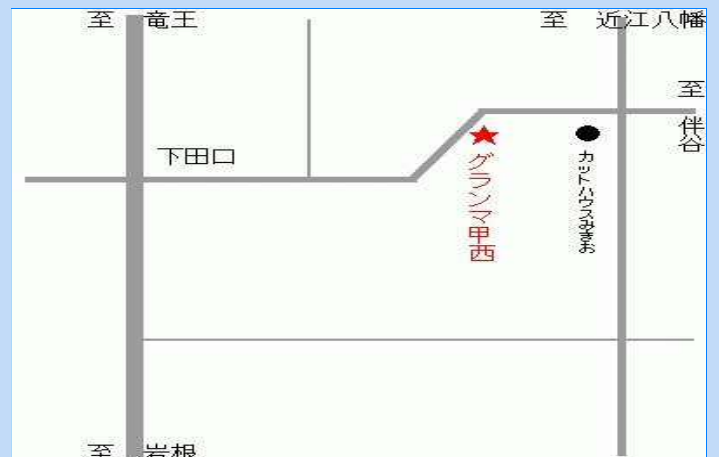 至 竜王
至 近江八幡
至伴谷
下田口
グランマ甲西
カットハウスみきお
至 岩根